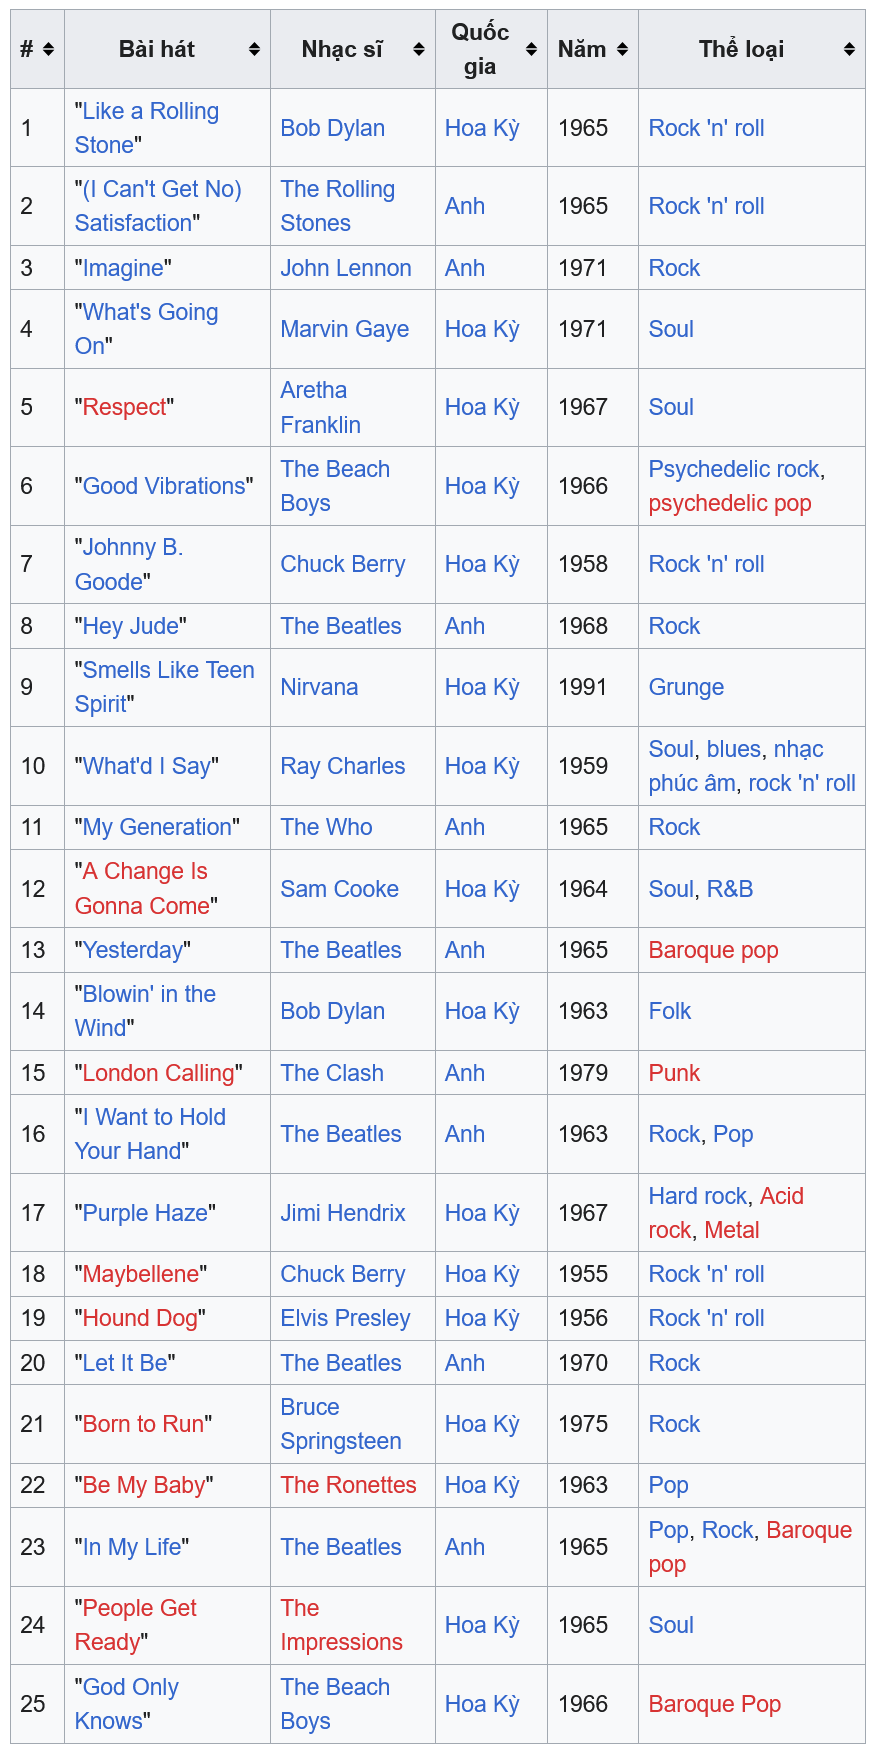 # Bài hát Nhạc sĩ Quốc gia Năm Thể loại
1 "Like a Rolling Stone" Bob Dylan Hoa Kỳ 1965 Rock 'n' roll
2 "(I Can't Get No) Satisfaction" The Rolling Stones Anh 1965 Rock 'n' roll
3 "Imagine" John Lennon Anh 1971 Rock
4 "What's Going On" Marvin Gaye Hoa Kỳ 1971 Soul
5 "Respect" Aretha Franklin Hoa Kỳ 1967 Soul
6 "Good Vibrations" The Beach Boys Hoa Kỳ 1966 Psychedelic rock, psychedelic pop
7 "Johnny B. Goode" Chuck Berry Hoa Kỳ 1958 Rock 'n' roll
8 "Hey Jude" The Beatles Anh 1968 Rock
9 "Smells Like Teen Spirit" Nirvana Hoa Kỳ 1991 Grunge
10 "What'd I Say" Ray Charles Hoa Kỳ 1959 Soul, blues, nhạc phúc âm, rock 'n' roll
11 "My Generation" The Who Anh 1965 Rock
12 "A Change Is Gonna Come" Sam Cooke Hoa Kỳ 1964 Soul, R&B
13 "Yesterday" The Beatles Anh 1965 Baroque pop
14 "Blowin' in the Wind" Bob Dylan Hoa Kỳ 1963 Folk
15 "London Calling" The Clash Anh 1979 Punk
16 "I Want to Hold Your Hand" The Beatles Anh 1963 Rock, Pop
17 "Purple Haze" Jimi Hendrix Hoa Kỳ 1967 Hard rock, Acid rock, Metal
18 "Maybellene" Chuck Berry Hoa Kỳ 1955 Rock 'n' roll
19 "Hound Dog" Elvis Presley Hoa Kỳ 1956 Rock 'n' roll
20 "Let It Be" The Beatles Anh 1970 Rock
21 "Born to Run" Bruce Springsteen Hoa Kỳ 1975 Rock
22 "Be My Baby" The Ronettes Hoa Kỳ 1963 Pop
23 "In My Life" The Beatles Anh 1965 Pop, Rock, Baroque pop
24 "People Get Ready" The Impressions Hoa Kỳ 1965 Soul
25 "God Only Knows" The Beach Boys Hoa Kỳ 1966 Baroque Pop